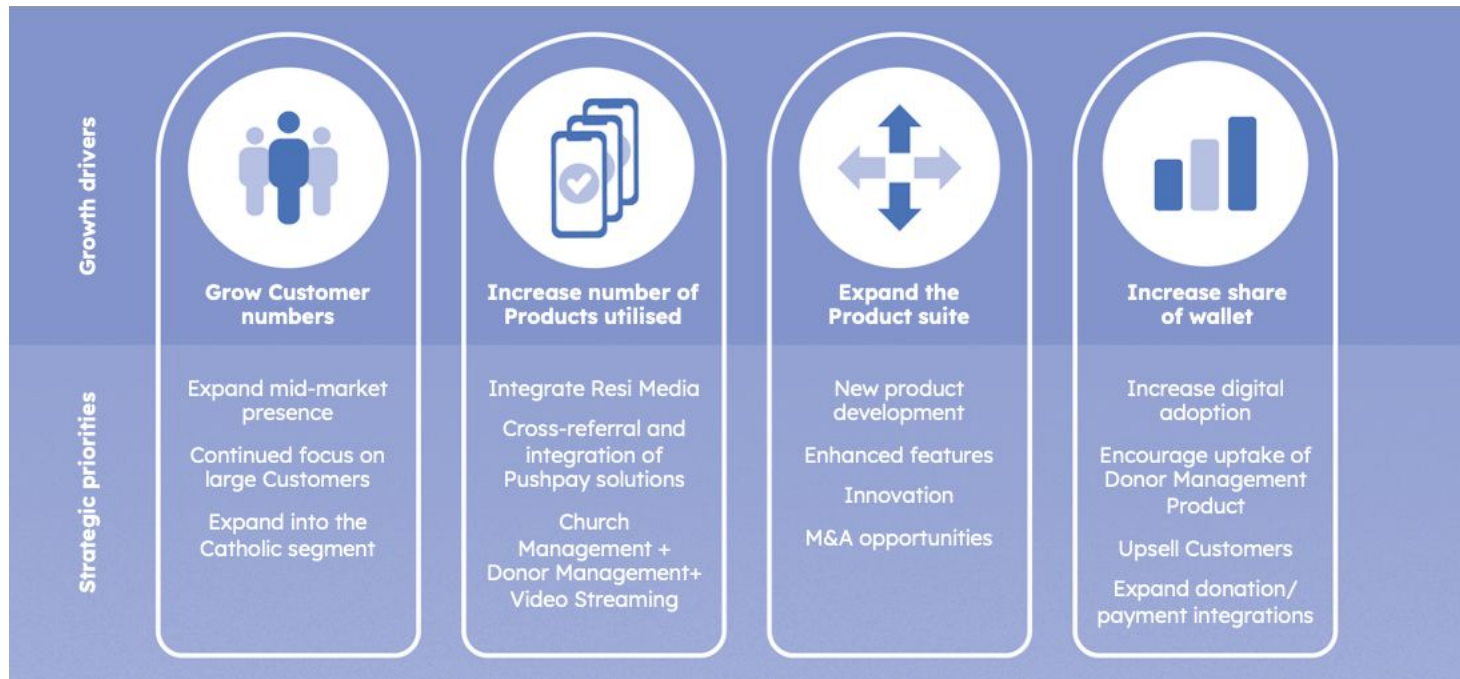 Growth drivers
Grow Customer
numbers
Increase number of
Products utilised
Expand the
Product suite
Increase share
of wallet
Strategic priorities
Expand mid-market
presence
Continued focus on
large Customers
Expand into the
Catholic segment
Integrate Resi Media
Cross-referral and
integration of
Pushpay solutions
Church
Management +
Donor Management+
Video Streaming
New product
development
Enhanced features
Innovation
M&A opportunities
Increase digital
adoption
Encourage uptake of
Donor Management
Product
Upsell Customers
Expand donation/
payment integrations